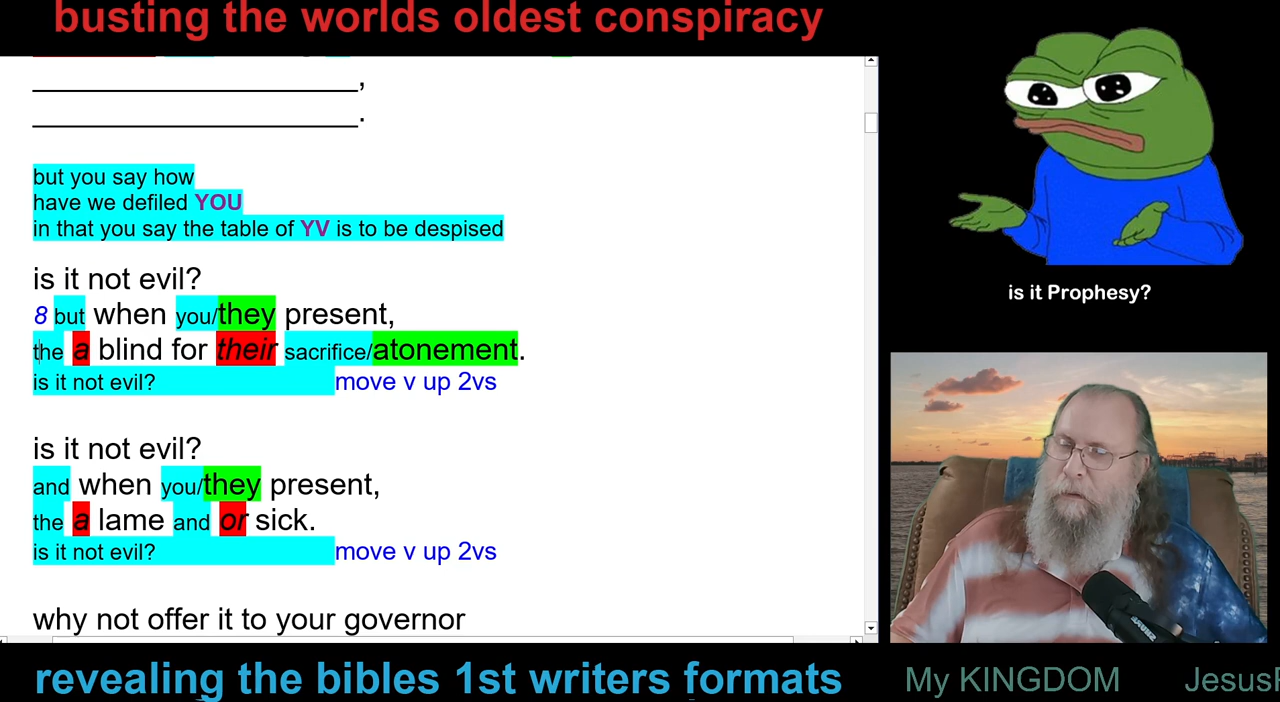 busting the worlds oldest conspiracy
____________________,
____________________.
but you say how
have we defiled YOU
in that you say the table of YV is to be despised
is it not evil?
8 but when you/they present,
the a blind for their sacrifice/atonement.
is it not evil? move v up 2vs
is it not evil?
and when you/they present,
the a lame and or sick.
is it not evil? move v up 2vs
why not offer it to your governor
is it Prophesy?
revealing the bibles 1st writers formats
My KINGDOM